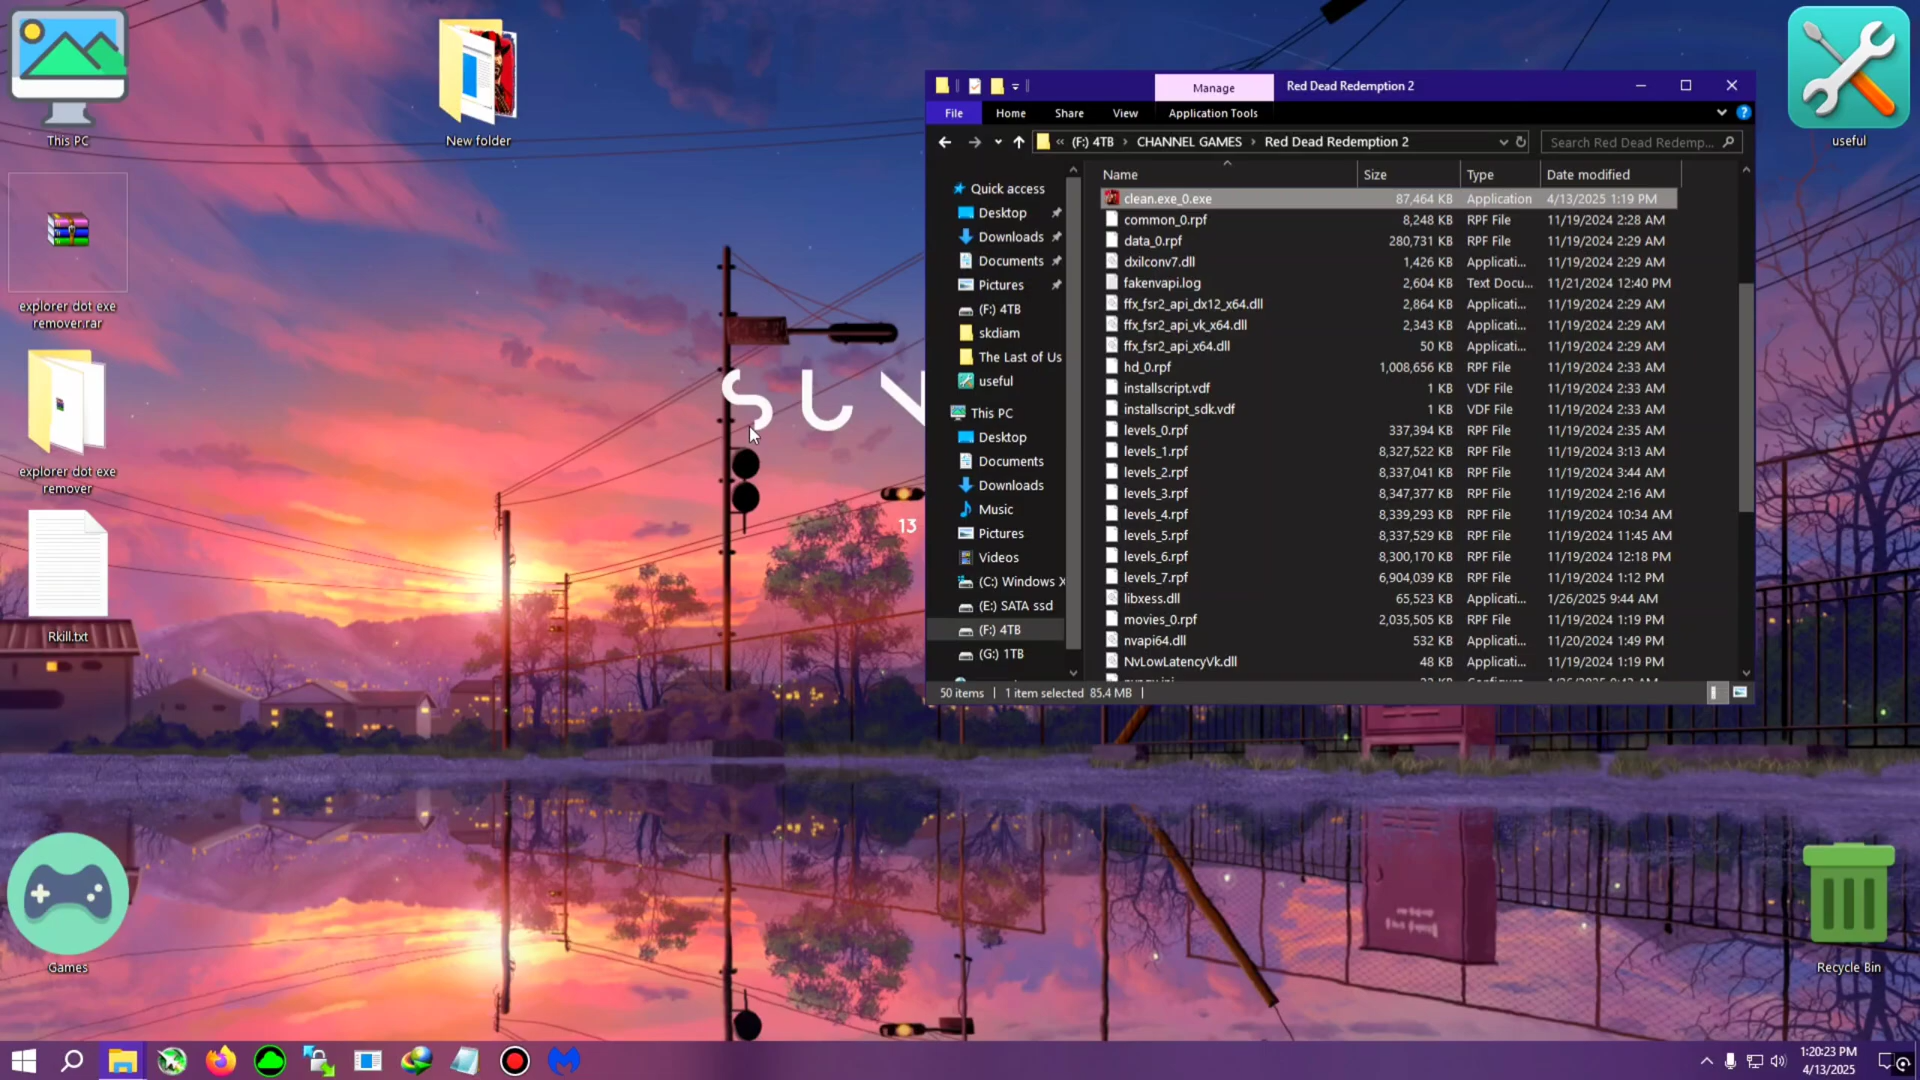 This PC
New folder
useful
explorer dot exe
remover.rar
explorer dot exe
remover
Rkill.txt
Games
Recycle Bin
S U
13
Manage
Red Dead Redemption 2
File
Home
Share
View
Application Tools
(F:) 4TB
CHANNEL GAMES
Red Dead Redemption 2
Search Red Dead Redemp...
Quick access
Desktop
Downloads
Documents
Pictures
(F:) 4TB
skdiam
The Last of Us
useful
This PC
Desktop
Documents
Downloads
Music
Pictures
Videos
(C:) Windows X
(E:) SATA ssd
(F:) 4TB
(G:) 1TB
Name Size Type Date modified
clean.exe_0.exe 87,464 KB Application 4/13/2025 1:19 PM
common_0.rpf 8,248 KB RPF File 11/19/2024 2:28 AM
data_0.rpf 280,731 KB RPF File 11/19/2024 2:29 AM
dxilconv7.dll 1,426 KB Applicati... 11/19/2024 2:29 AM
fakenvapi.log 2,604 KB Text Docu... 11/21/2024 12:40 PM
ffx_fsr2_api_dx12_x64.dll 2,864 KB Applicati... 11/19/2024 2:29 AM
ffx_fsr2_api_vk_x64.dll 2,343 KB Applicati... 11/19/2024 2:29 AM
ffx_fsr2_api_x64.dll 50 KB Applicati... 11/19/2024 2:29 AM
hd_0.rpf 1,008,656 KB RPF File 11/19/2024 2:33 AM
installscript.vdf 1 KB VDF File 11/19/2024 2:33 AM
installscript_sdk.vdf 1 KB VDF File 11/19/2024 2:33 AM
levels_0.rpf 337,394 KB RPF File 11/19/2024 2:35 AM
levels_1.rpf 8,327,522 KB RPF File 11/19/2024 3:13 AM
levels_2.rpf 8,337,041 KB RPF File 11/19/2024 3:44 AM
levels_3.rpf 8,347,377 KB RPF File 11/19/2024 2:16 AM
levels_4.rpf 8,339,293 KB RPF File 11/19/2024 10:34 AM
levels_5.rpf 8,337,529 KB RPF File 11/19/2024 11:45 AM
levels_6.rpf 8,300,170 KB RPF File 11/19/2024 12:18 PM
levels_7.rpf 6,904,039 KB RPF File 11/19/2024 1:12 PM
libxess.dll 65,523 KB Applicati... 1/26/2025 9:44 AM
movies_0.rpf 2,035,505 KB RPF File 11/19/2024 1:19 PM
nvapi64.dll 532 KB Applicati... 11/20/2024 1:49 PM
NvLowLatencyVk.dll 48 KB Applicati... 11/19/2024 1:19 PM
50 items 1 item selected 85.4 MB
1:20:23 PM
4/13/2025